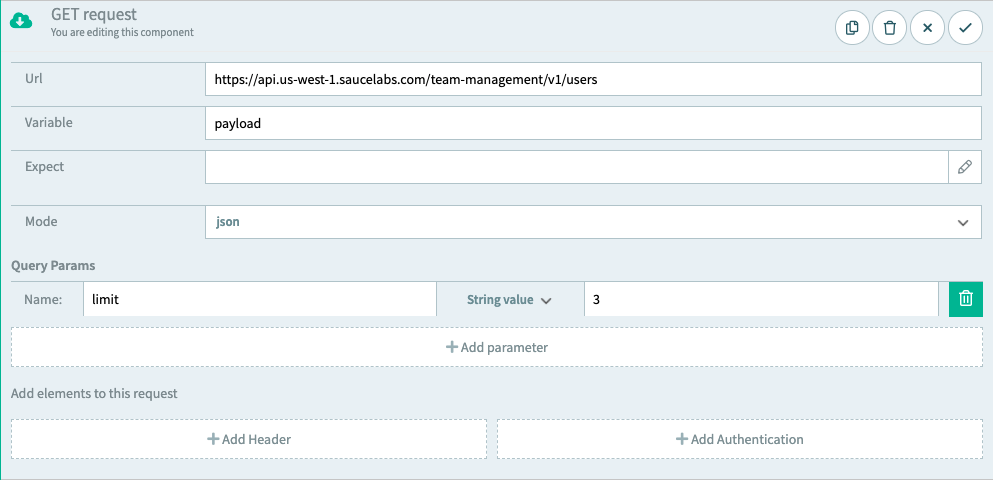 GET request
You are editing this component
Url
https://api.us-west-1.saucelabs.com/team-management/v1/users
Variable
payload
Expect
Mode
json
Query Params
Name:
limit
String value
3
Add parameter
Add elements to this request
Add Header
Add Authentication